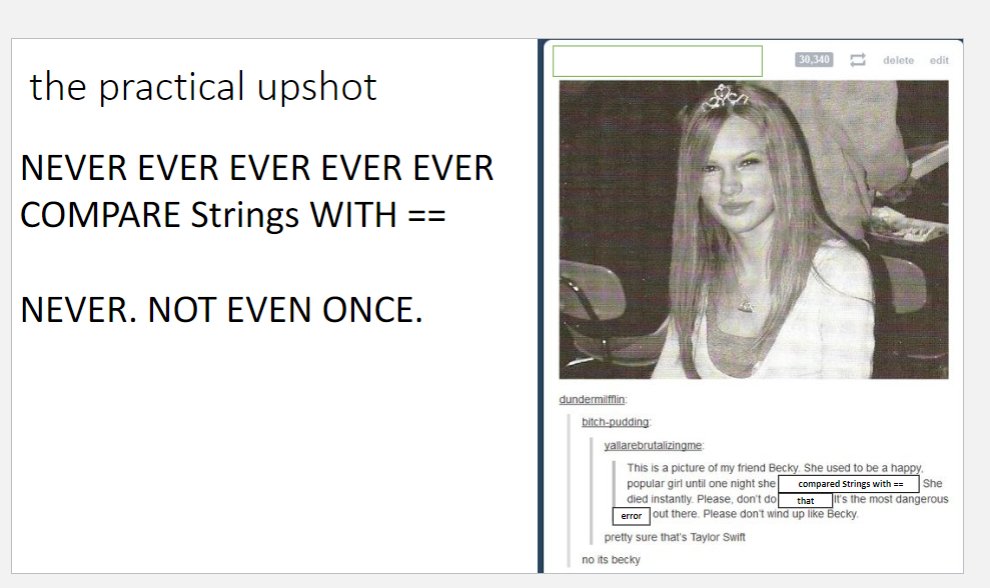 the practical upshot
NEVER EVER EVER EVER EVER
COMPARE Strings WITH ==
NEVER. NOT EVEN ONCE.
30,340 delete edit
dundermilfflin:
bitch-pudding:
yallarebrutalizingme:
This is a picture of my friend Becky. She used to be a happy,
popular girl until one night she compared Strings with == She
died instantly. Please, don't do that It's the most dangerous
error out there. Please don't wind up like Becky.
pretty sure that's Taylor Swift
no its becky